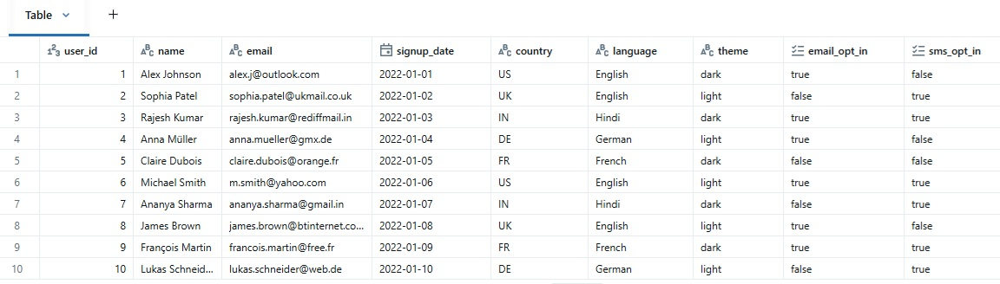 Table +
user_id name email signup_date country language theme email_opt_in sms_opt_in
1 1 Alex Johnson alex.j@outlook.com 2022-01-01 US English dark true false
2 2 Sophia Patel sophia.patel@ukmail.co.uk 2022-01-02 UK English light false true
3 3 Rajesh Kumar rajesh.kumar@rediffmail.in 2022-01-03 IN Hindi dark true true
4 4 Anna Müller anna.mueller@gmx.de 2022-01-04 DE German light true false
5 5 Claire Dubois claire.dubois@orange.fr 2022-01-05 FR French dark false false
6 6 Michael Smith m.smith@yahoo.com 2022-01-06 US English light true true
7 7 Ananya Sharma ananya.sharma@gmail.in 2022-01-07 IN Hindi dark false true
8 8 James Brown james.brown@btinternet.co... 2022-01-08 UK English light true false
9 9 François Martin francois.martin@free.fr 2022-01-09 FR French dark true true
10 10 Lukas Schneid... lukas.schneider@web.de 2022-01-10 DE German light false true